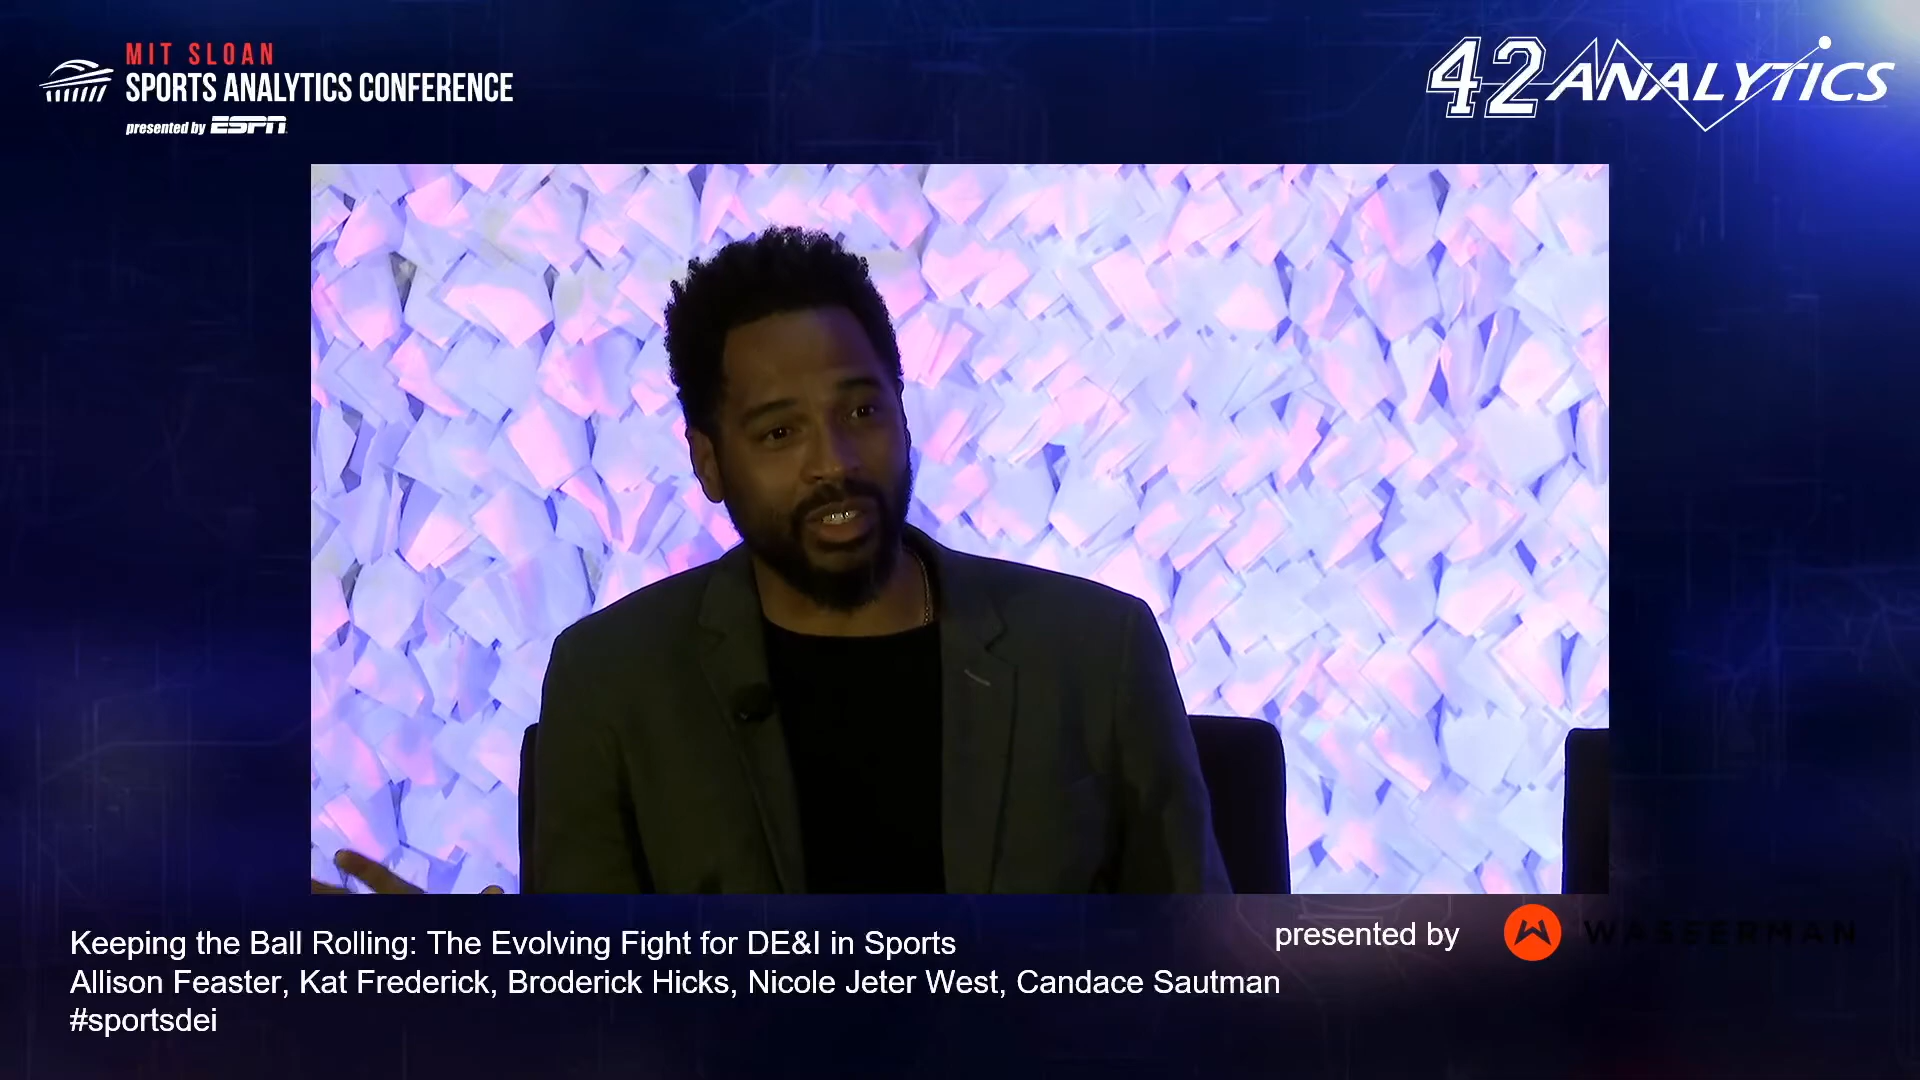 MIT SLOAN
SPORTS ANALYTICS CONFERENCE
presented by ESPN
42 ANALYTICS
Keeping the Ball Rolling: The Evolving Fight for DE&I in Sports
Allison Feaster, Kat Frederick, Broderick Hicks, Nicole Jeter West, Candace Sautman
#sportsdei
presented by
WASSERMAN